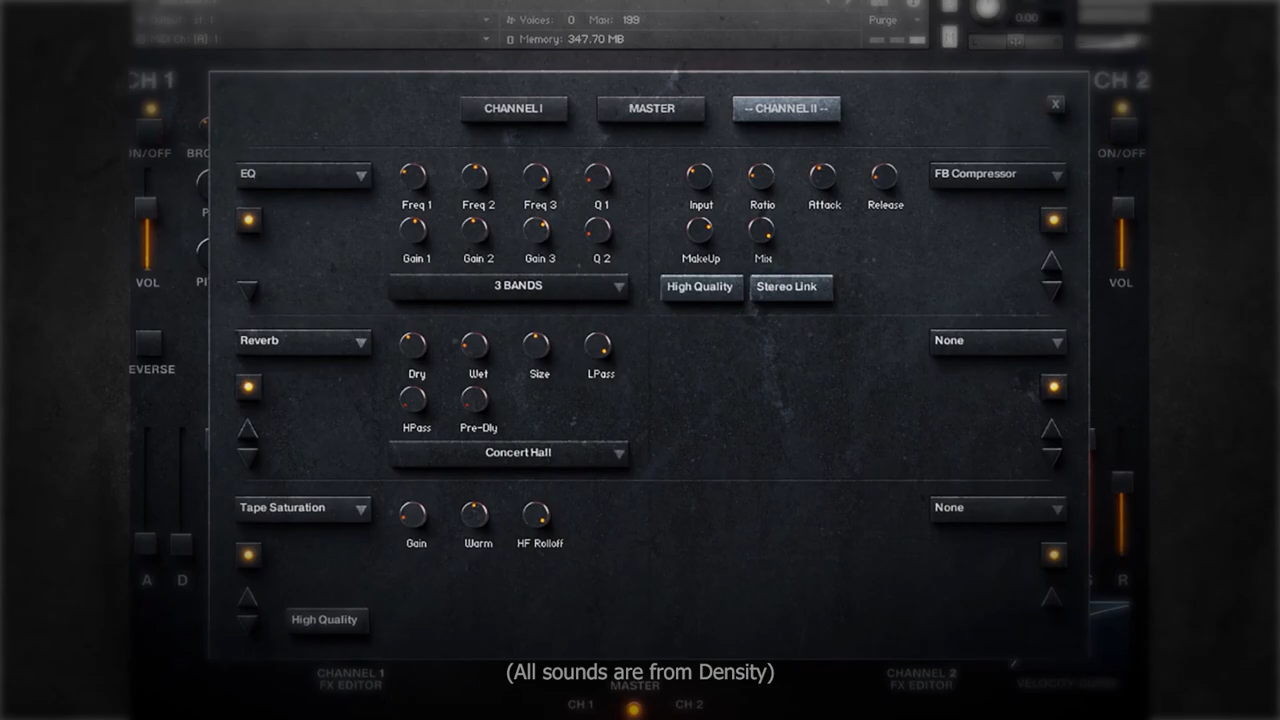 Voices: 0 Max: 199
Purge
Memory: 347.70 MB
0.00
CH 1
CH 2
CHANNEL I
MASTER
-- CHANNEL II --
X
ON/OFF
EQ
Freq 1
Freq 2
Freq 3
Q 1
Input
Ratio
Attack
Release
FB Compressor
Gain 1
Gain 2
Gain 3
Q 2
MakeUp
Mix
VOL
VOL
3 BANDS
High Quality
Stereo Link
Reverb
Dry
Wet
Size
LPass
None
EVERSE
HPass
Pre-Dly
Concert Hall
Tape Saturation
Gain
Warm
HF Rolloff
None
A
D
R
High Quality
CHANNEL 1
FX EDITOR
(All sounds are from Density)
MASTER
CH 1
CH 2
CHANNEL 2
FX EDITOR
VELOCITY CURVE